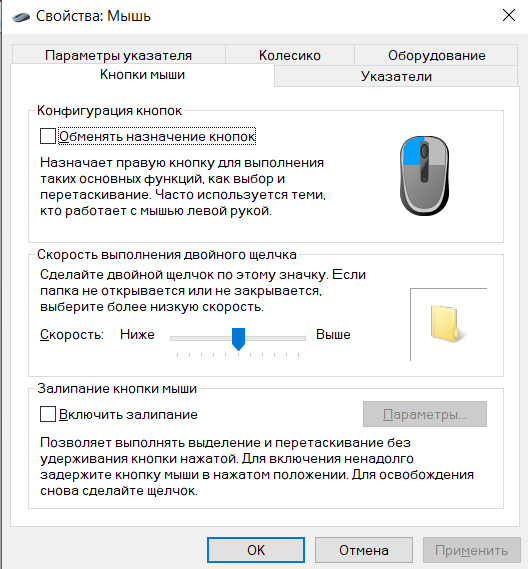 Свойства: Мышь
Параметры указателя
Колесико
Оборудование
Кнопки мыши
Указатели
Конфигурация кнопок
Обменять назначение кнопок
Назначает правую кнопку для выполнения
таких основных функций, как выбор и
перетаскивание. Часто используется теми,
кто работает с мышью левой рукой.
Скорость выполнения двойного щелчка
Сделайте двойной щелчок по этому значку. Если
папка не открывается или не закрывается,
выберите более низкую скорость.
Скорость: Ниже Выше
Залипание кнопки мыши
Включить залипание
Параметры...
Позволяет выполнять выделение и перетаскивание без
удерживания кнопки нажатой. Для включения ненадолго
задержите кнопку мыши в нажатом положении. Для освобождения
снова сделайте щелчок.
OK Отмена Применить